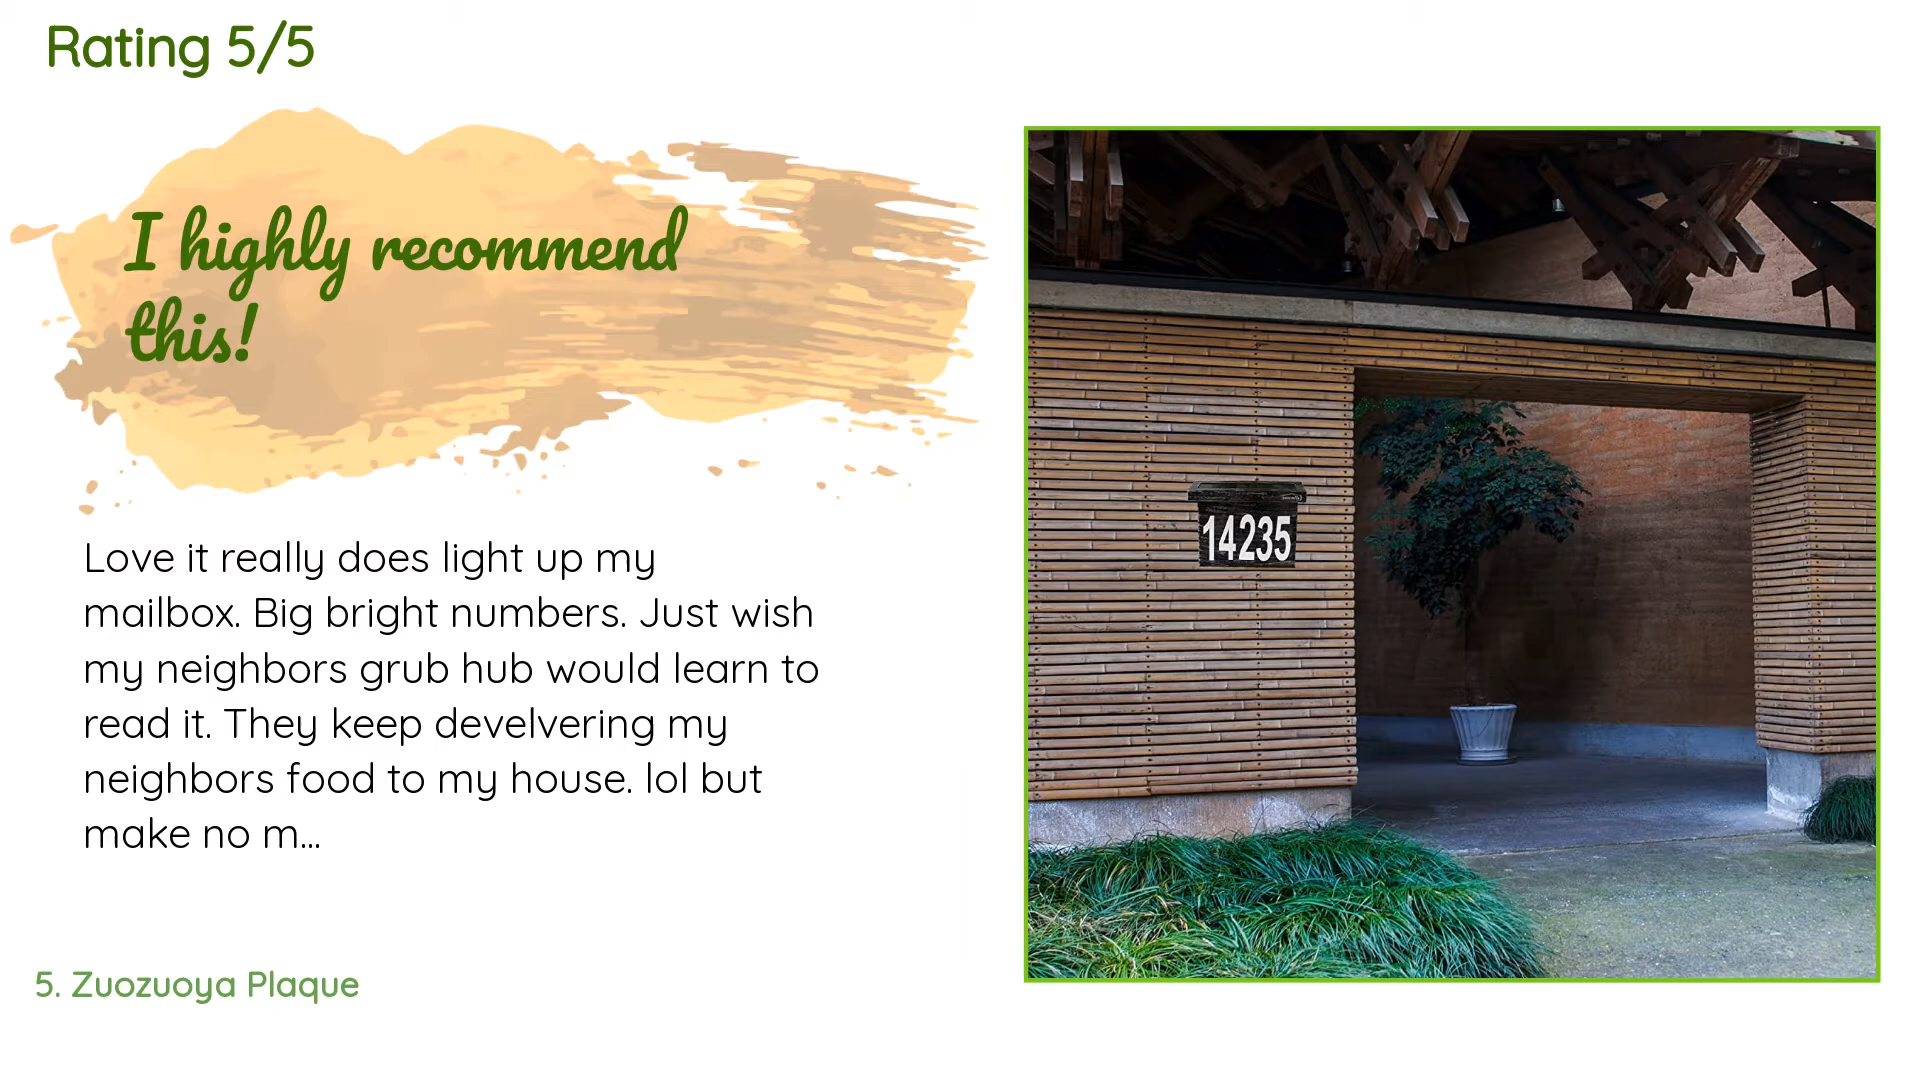 Rating 5/5
I highly recommend
this!
Love it really does light up my
mailbox. Big bright numbers. Just wish
my neighbors grub hub would learn to
read it. They keep develvering my
neighbors food to my house. lol but
make no m...
14235
5. Zuozuoya Plaque